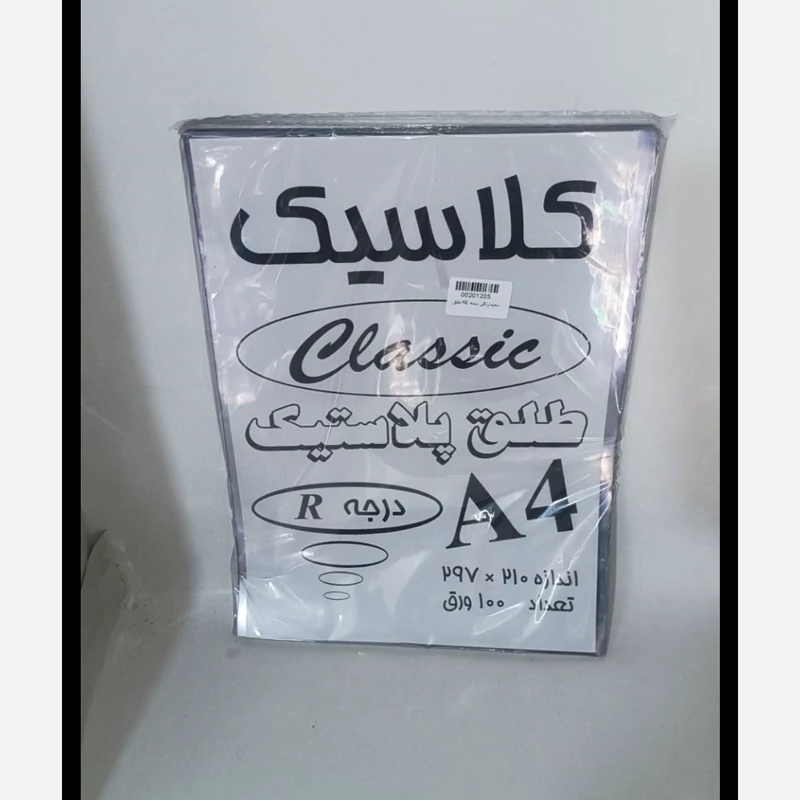 کلاسیک
00201225
Classic
طلق پلاستیک
A4
درجه R
اندازه ۲۱۰ × ۲۹۷
تعداد ۱۰۰ ورق